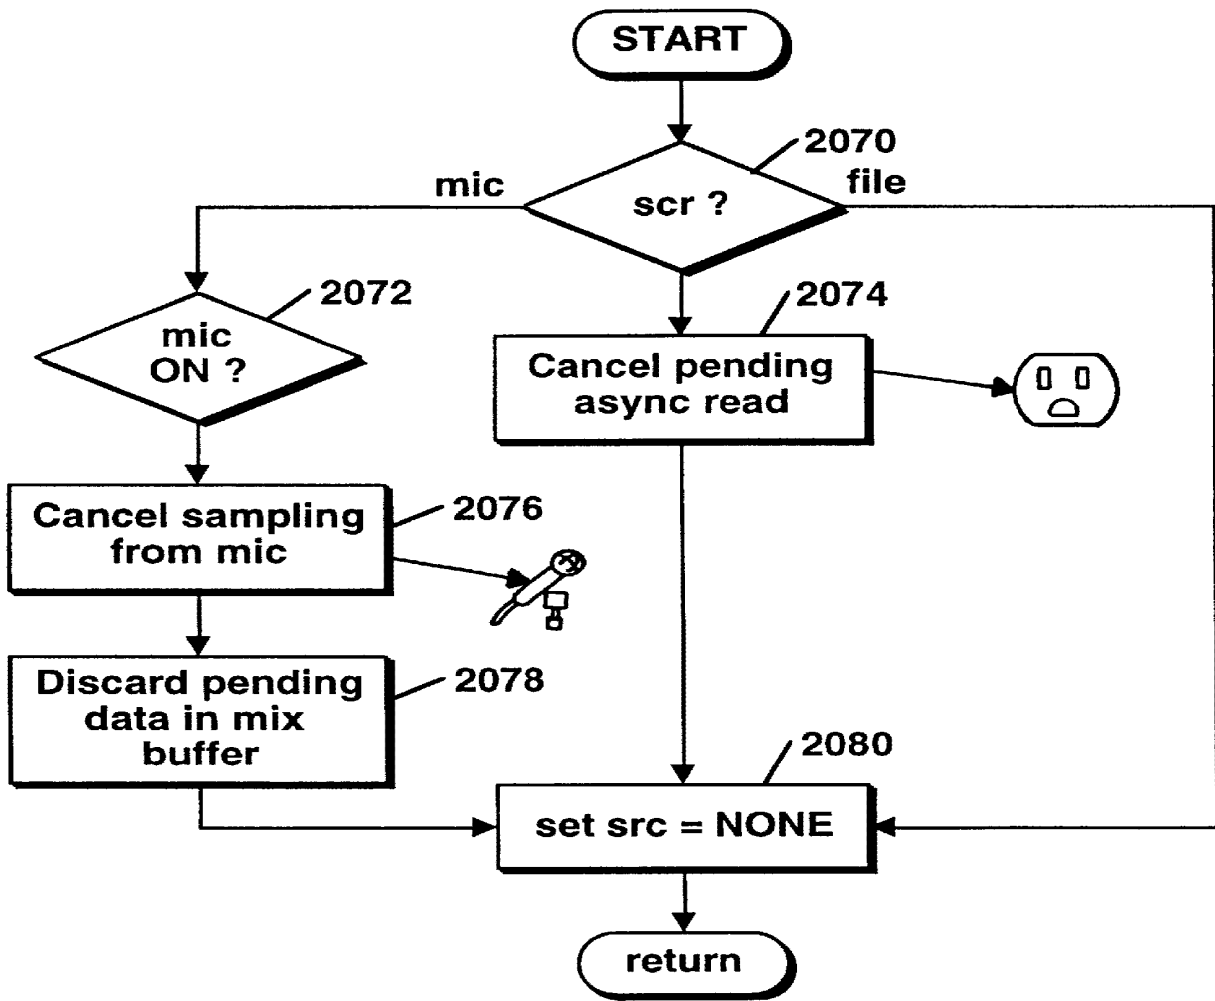 START
2070
mic
file
scr ?
2072
2074
mic
ON ?
Cancel pending
async read
2076
Cancel sampling
from mic
2078
Discard pending
data in mix
buffer
2080
set src = NONE
return